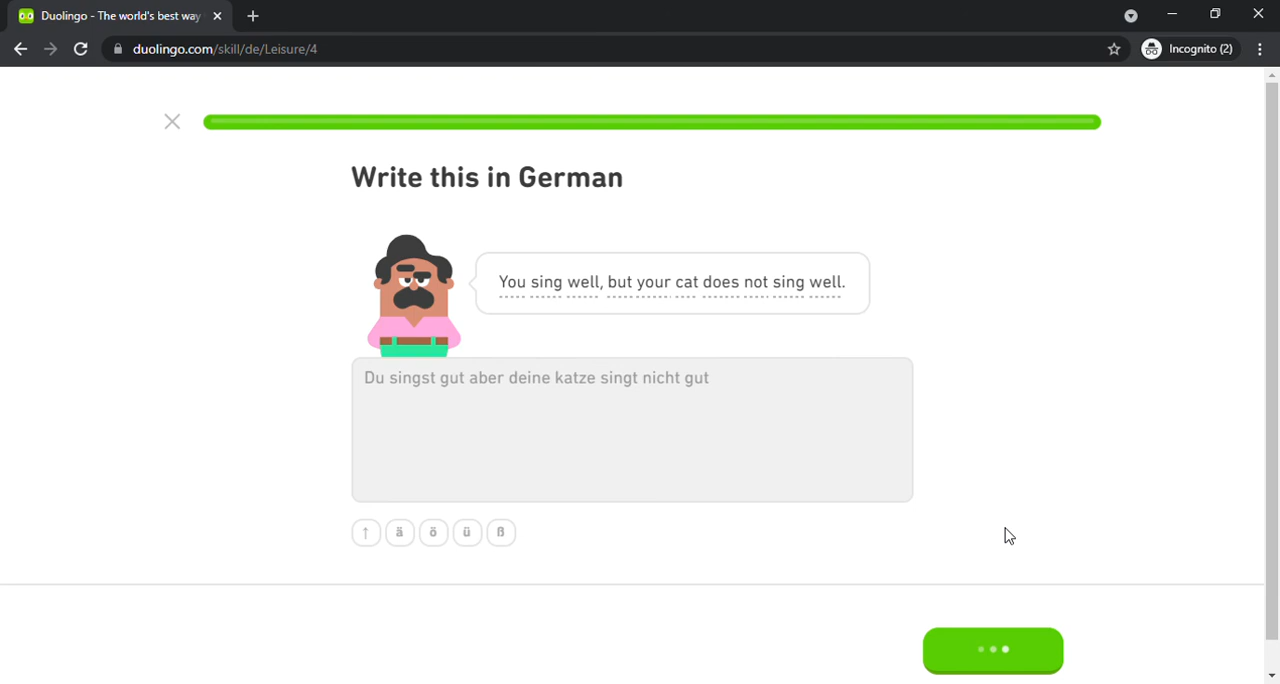 Duolingo - The world's best way
duolingo.com/skill/de/Leisure/4
Incognito (2)
Write this in German
You sing well, but your cat does not sing well.
Du singst gut aber deine katze singt nicht gut
↑ ä ö ü ß